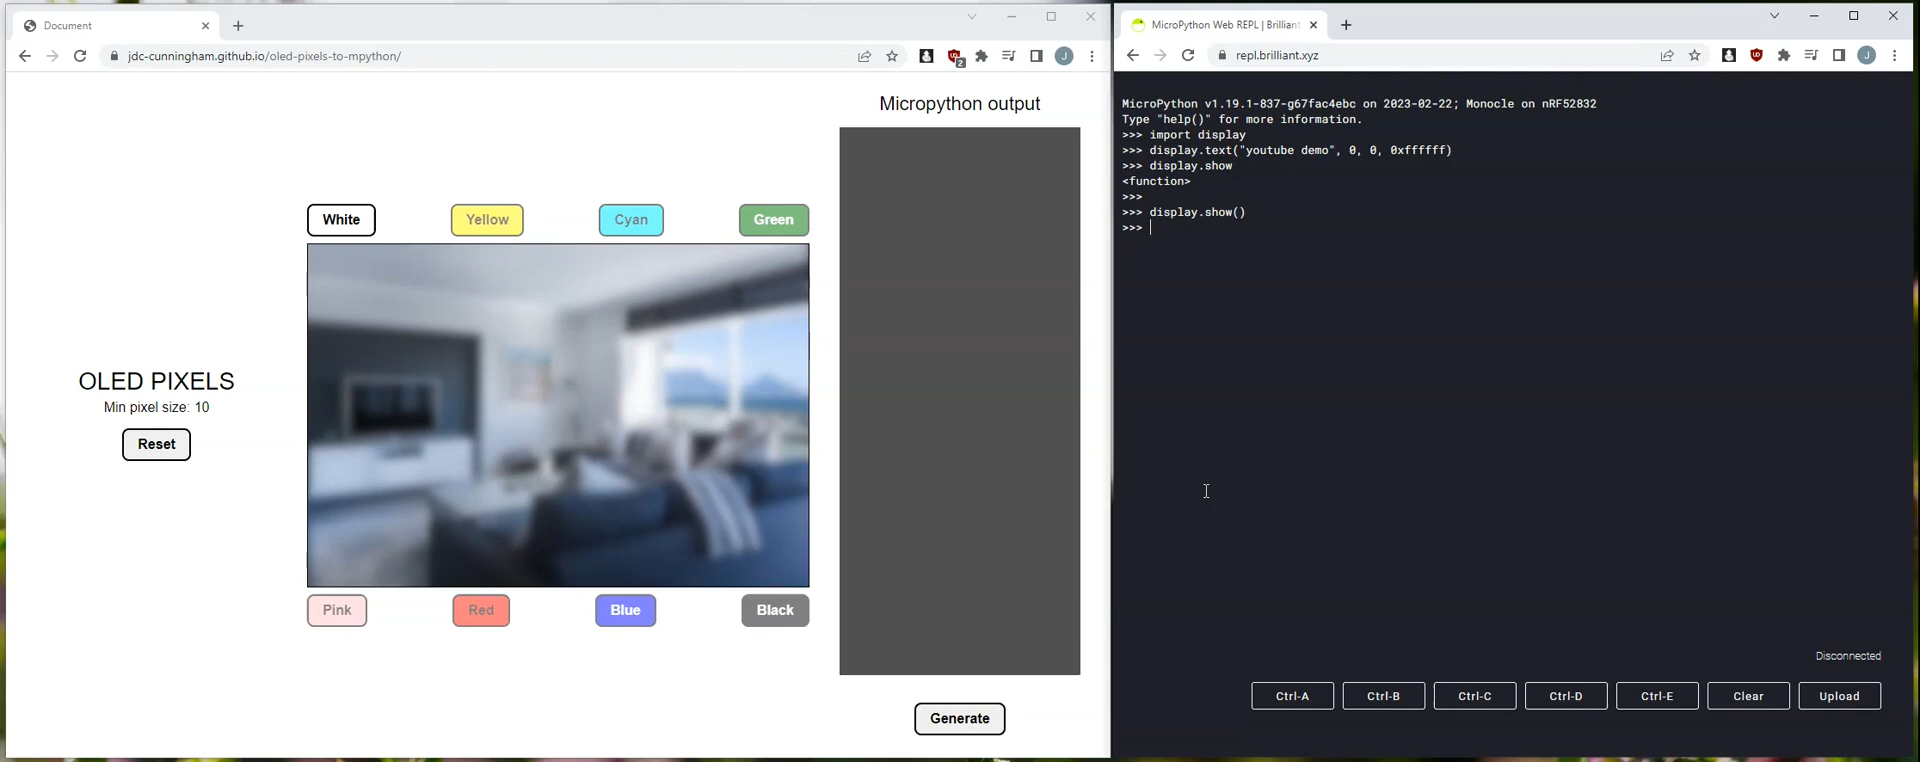 Document
jdc-cunningham.github.io/oled-pixels-to-mpython/
2
J
Micropython output
White
Yellow
Cyan
Green
OLED PIXELS
Min pixel size: 10
Reset
Pink
Red
Blue
Black
Generate
MicroPython Web REPL | Brilliant
repl.brilliant.xyz
J
MicroPython v1.19.1-837-g67fac4ebc on 2023-02-22; Monocle on nRF52832
Type "help()" for more information.
>>> import display
>>> display.text("youtube demo", 0, 0, 0xffffff)
>>> display.show
<function>
>>>
>>> display.show()
>>>
Disconnected
Ctrl-A
Ctrl-B
Ctrl-C
Ctrl-D
Ctrl-E
Clear
Upload